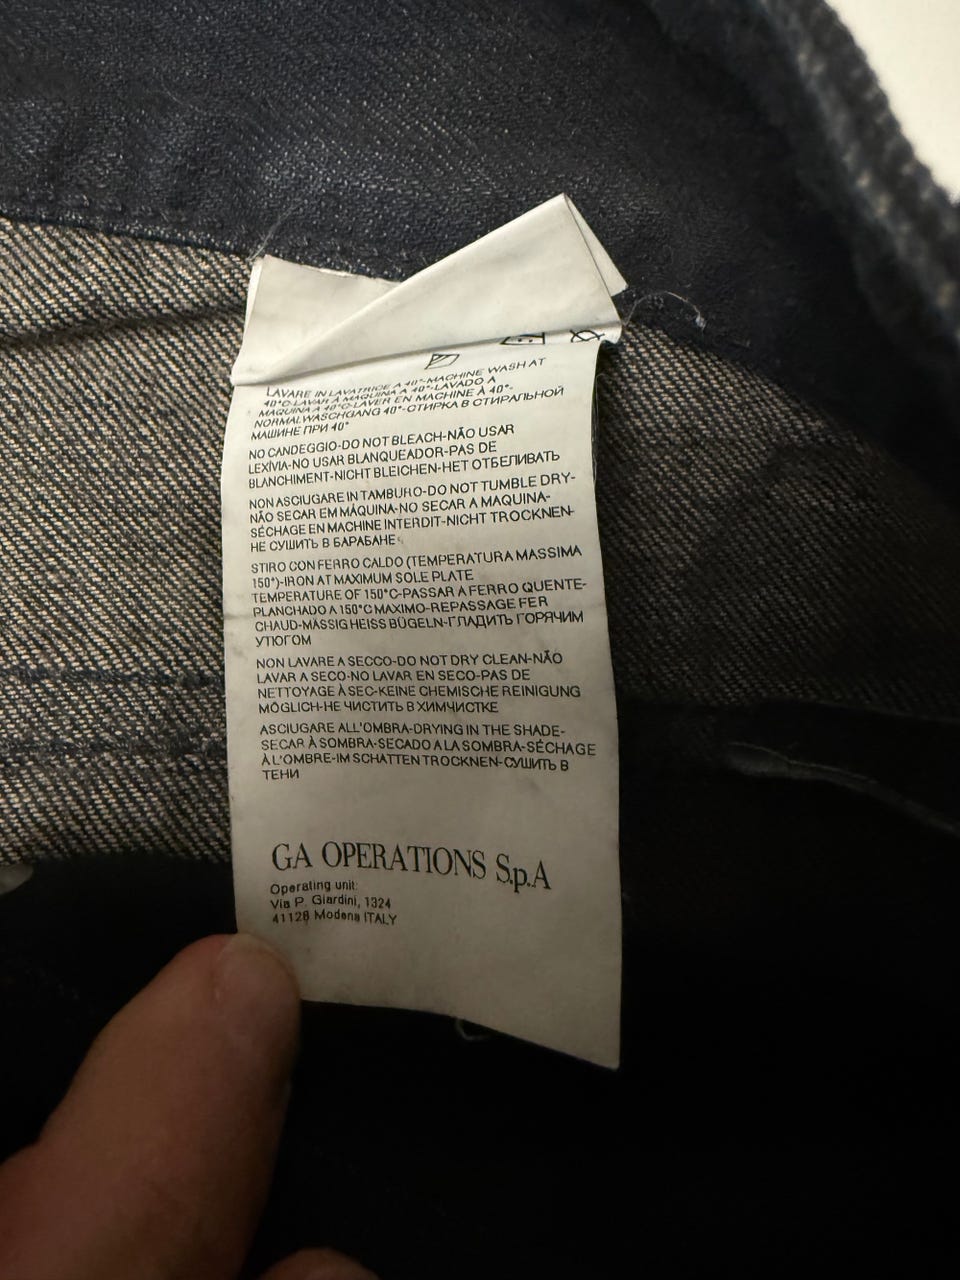 LAVARE IN LAVATRICE A 40°-MACHINE WASH AT
40°C-LAVAR À MAQUINA A 40°-LAVADO A
MAQUINA A 40°C-LAVER EN MACHINE À 40°-
NORMALWASCHGANG 40°-СТИРКА В СТИРАЛЬНОЙ
МАШИНЕ ПРИ 40°
NO CANDEGGIO-DO NOT BLEACH-NÃO USAR
LEXÍVIA-NO USAR BLANQUEADOR-PAS DE
BLANCHIMENT-NICHT BLEICHEN-НЕТ ОТБЕЛИВАТЬ
NON ASCIUGARE IN TAMBURO-DO NOT TUMBLE DRY-
NÃO SECAR EM MÁQUINA-NO SECAR A MAQUINA-
SÉCHAGE EN MACHINE INTERDIT-NICHT TROCKNEN-
НЕ СУШИТЬ В БАРАБАНЕ
STIRO CON FERRO CALDO (TEMPERATURA MASSIMA
150°)-IRON AT MAXIMUM SOLE PLATE
TEMPERATURE OF 150°C-PASSAR A FERRO QUENTE-
PLANCHADO A 150°C MAXIMO-REPASSAGE FER
CHAUD-MÄSSIG HEISS BÜGELN-ГЛАДИТЬ ГОРЯЧИМ
УТЮГОМ
NON LAVARE A SECCO-DO NOT DRY CLEAN-NÃO
LAVAR A SECO-NO LAVAR EN SECO-PAS DE
NETTOYAGE À SEC-KEINE CHEMISCHE REINIGUNG
MÖGLICH-НЕ ЧИСТИТЬ В ХИМЧИСТКЕ
ASCIUGARE ALL'OMBRA-DRYING IN THE SHADE-
SECAR À SOMBRA-SECADO A LA SOMBRA-SÉCHAGE
À L'OMBRE-IM SCHATTEN TROCKNEN-СУШИТЬ В
ТЕНИ
GA OPERATIONS S.p.A
Operating unit:
Via P. Giardini, 1324
41128 Modena ITALY